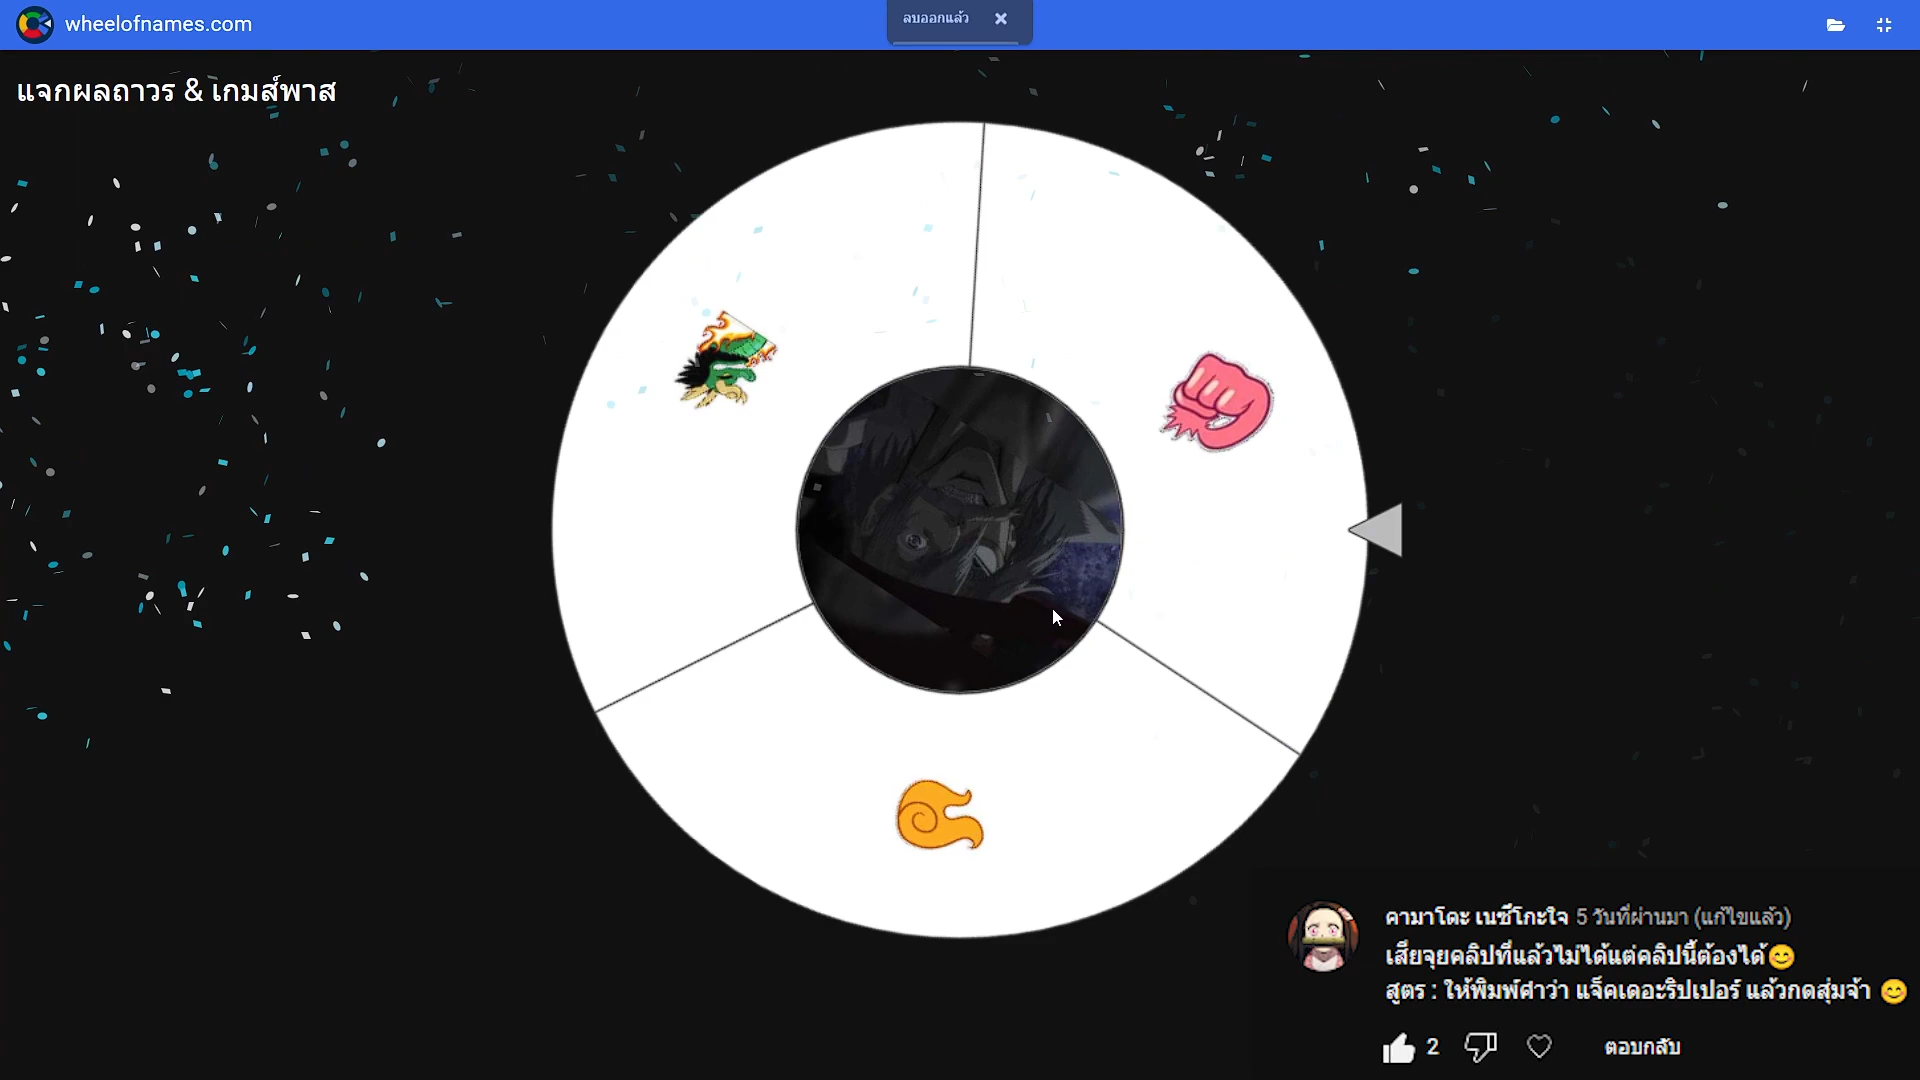 wheelofnames.com
ลบออกแล้ว
แจกผลถาวร & เกมส์พาส
คามาโดะ เนซึโกะใจ 5 วันที่ผ่านมา (แก้ไขแล้ว)
เสียจุยคลิปที่แล้วไม่ได้แต่คลิปนี้ต้องได้😊
สูตร : ให้พิมพ์คำว่า แจ็คเดอะริปเปอร์ แล้วกดสุ่มจ้า 😊
2
ตอบกลับ